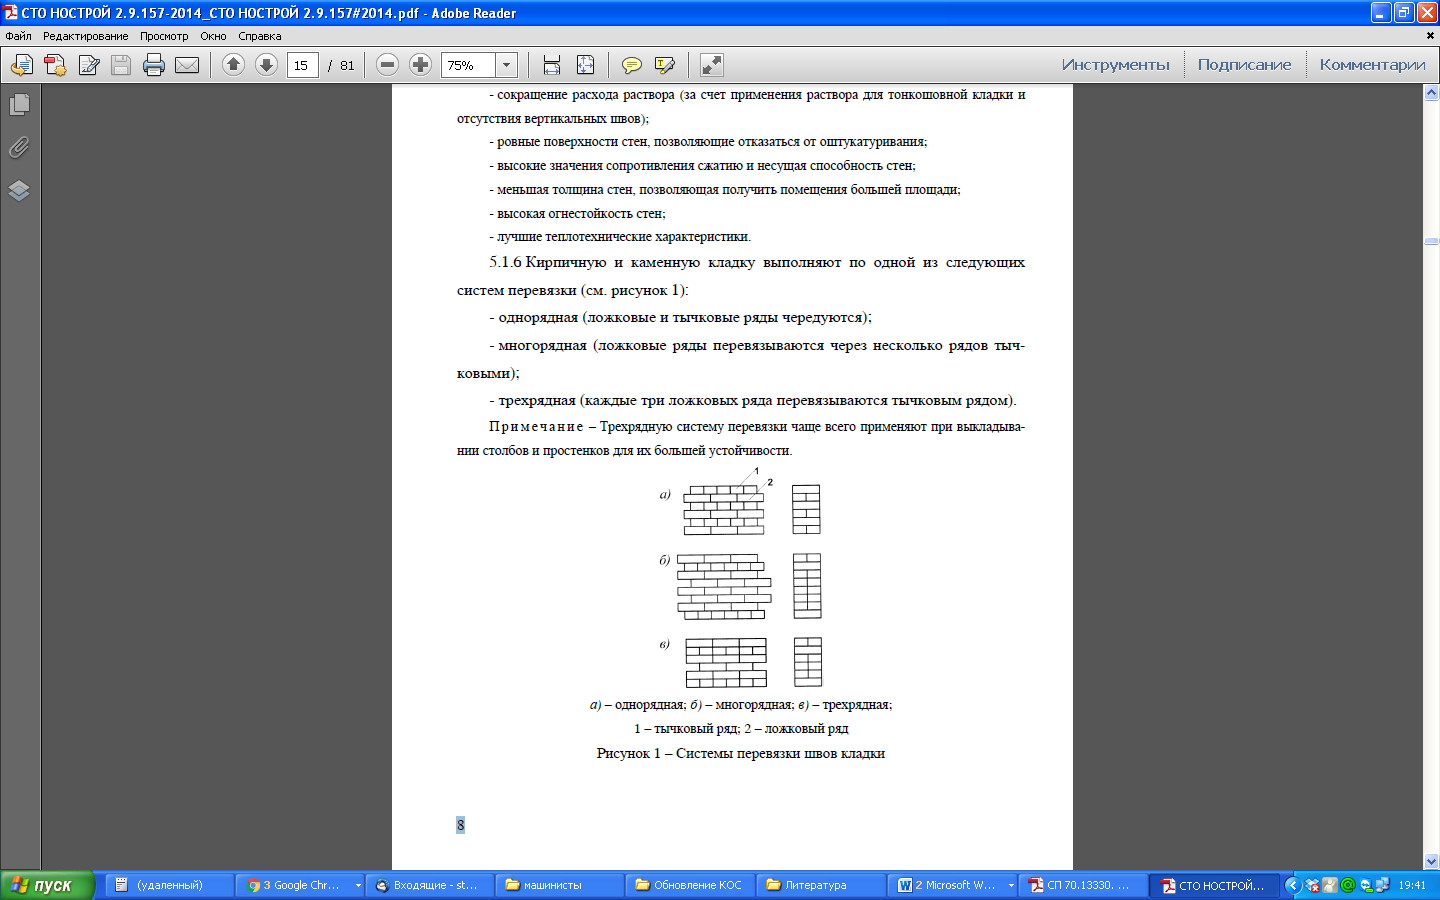 СТО НОСТРОЙ 2.9.157-2014_СТО НОСТРОЙ 2.9.157#2014.pdf - Adobe Reader
Файл Редактирование Просмотр Окно Справка
15 / 81 75% Инструменты Подписание Комментарии
- сокращение расхода раствора (за счет применения раствора для тонкошовной кладки и
отсутствия вертикальных швов);
- ровные поверхности стен, позволяющие отказаться от оштукатуривания;
- высокие значения сопротивления сжатию и несущая способность стен;
- меньшая толщина стен, позволяющая получить помещения большей площади;
- высокая огнестойкость стен;
- лучшие теплотехнические характеристики.
5.1.6 Кирпичную и каменную кладку выполняют по одной из следующих
систем перевязки (см. рисунок 1):
- однорядная (ложковые и тычковые ряды чередуются);
- многорядная (ложковые ряды перевязываются через несколько рядов тыч-
ковыми);
- трехрядная (каждые три ложковых ряда перевязываются тычковым рядом).
Примечание – Трехрядную систему перевязки чаще всего применяют при выкладыва-
нии столбов и простенков для их большей устойчивости.
1
2
а)
б)
в)
а) – однорядная; б) – многорядная; в) – трехрядная;
1 – тычковый ряд; 2 – ложковый ряд
Рисунок 1 – Системы перевязки швов кладки
8
пуск (удаленный) 3 Google Chr... Входящие - st... машинисты Обновление КОС Литература 2 Microsoft W... СП 70.13330. ... СТО НОСТРОЙ... 19:41